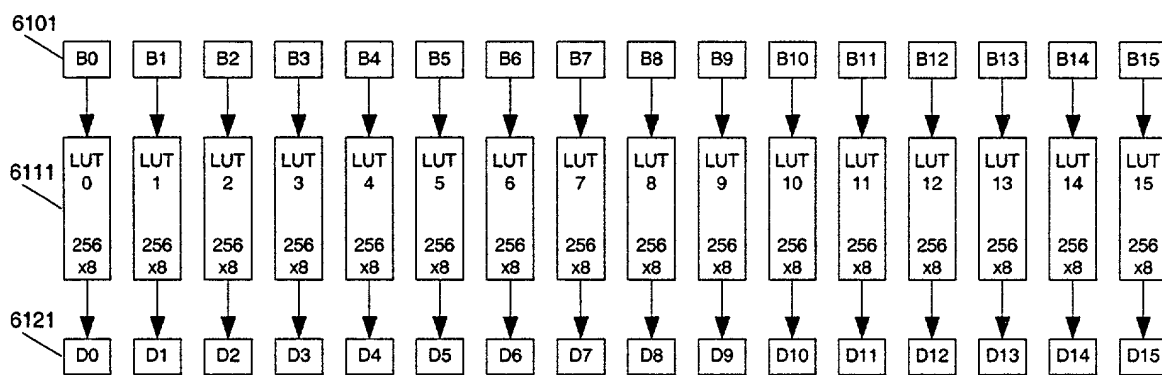 6101
B0 B1 B2 B3 B4 B5 B6 B7 B8 B9 B10 B11 B12 B13 B14 B15
6111
LUT LUT LUT LUT LUT LUT LUT LUT LUT LUT LUT LUT LUT LUT LUT LUT
0 1 2 3 4 5 6 7 8 9 10 11 12 13 14 15
256 256 256 256 256 256 256 256 256 256 256 256 256 256 256 256
x8 x8 x8 x8 x8 x8 x8 x8 x8 x8 x8 x8 x8 x8 x8 x8
6121
D0 D1 D2 D3 D4 D5 D6 D7 D8 D9 D10 D11 D12 D13 D14 D15